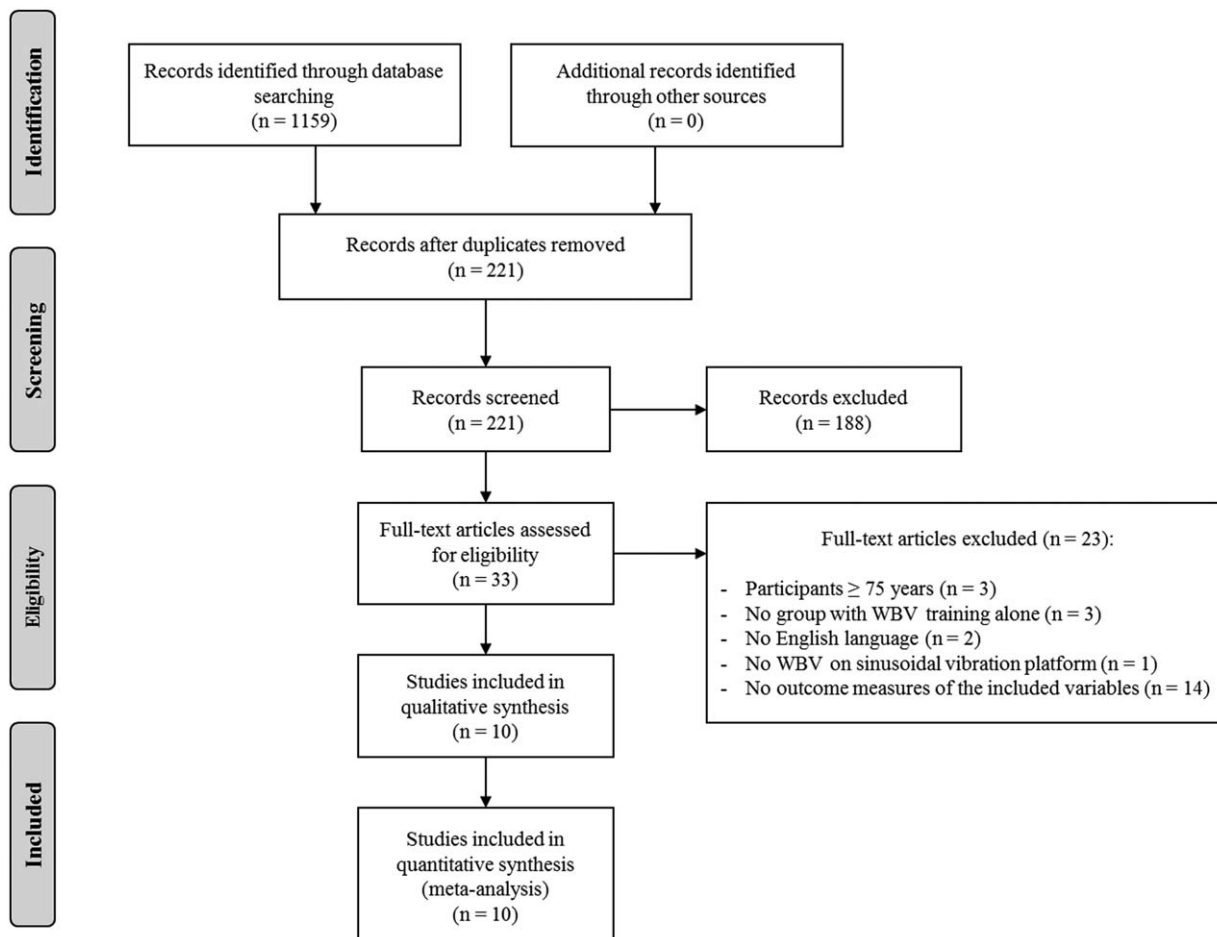 Identification
Records identified through database
searching
(n = 1159)
Additional records identified
through other sources
(n = 0)
Records after duplicates removed
(n = 221)
Screening
Records screened
(n = 221)
Records excluded
(n = 188)
Eligibility
Full-text articles assessed
for eligibility
(n = 33)
Full-text articles excluded (n = 23):
- Participants ≥ 75 years (n = 3)
- No group with WBV training alone (n = 3)
- No English language (n = 2)
- No WBV on sinusoidal vibration platform (n = 1)
- No outcome measures of the included variables (n = 14)
Studies included in
qualitative synthesis
(n = 10)
Included
Studies included in
quantitative synthesis
(meta-analysis)
(n = 10)